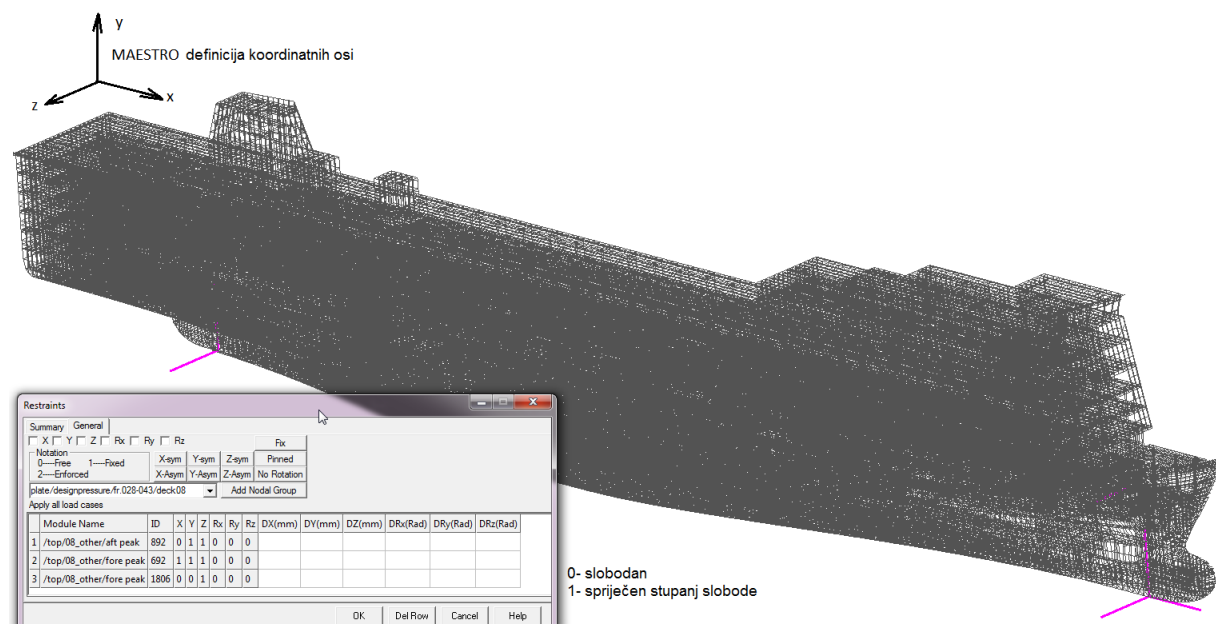 y
MAESTRO definicija koordinatnih osi
z
x
Restraints
Summary General
X Y Z Rx Ry Rz Fix
Notation
0----Free 1----Fixed
2----Enforced
X-sym Y-sym Z-sym Pinned
X-Asym Y-Asym Z-Asym No Rotation
plate/designpressure/fr.028-043/deck08 Add Nodal Group
Apply all load cases
Module Name ID X Y Z Rx Ry Rz DX(mm) DY(mm) DZ(mm) DRx(Rad) DRy(Rad) DRz(Rad)
1 /top/08_other/aft peak 892 0 1 1 0 0 0
2 /top/08_other/fore peak 692 1 1 1 0 0 0
3 /top/08_other/fore peak 1806 0 0 1 0 0 0
OK Del Row Cancel Help
0- slobodan
1- spriječen stupanj slobode